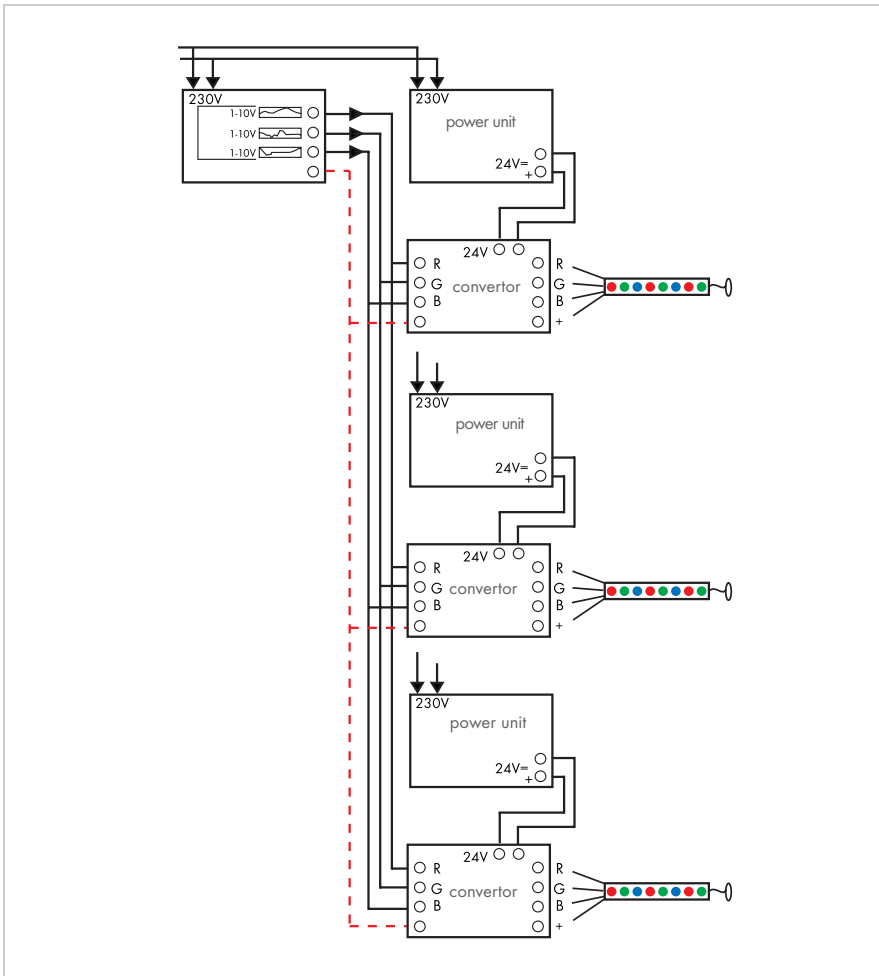 230V
1-10V
1-10V
1-10V
230V
power unit
24V=
+
24V
R
G
B
convertor
R
G
B
+
230V
power unit
24V=
+
24V
R
G
B
convertor
R
G
B
+
230V
power unit
24V=
+
24V
R
G
B
convertor
R
G
B
+